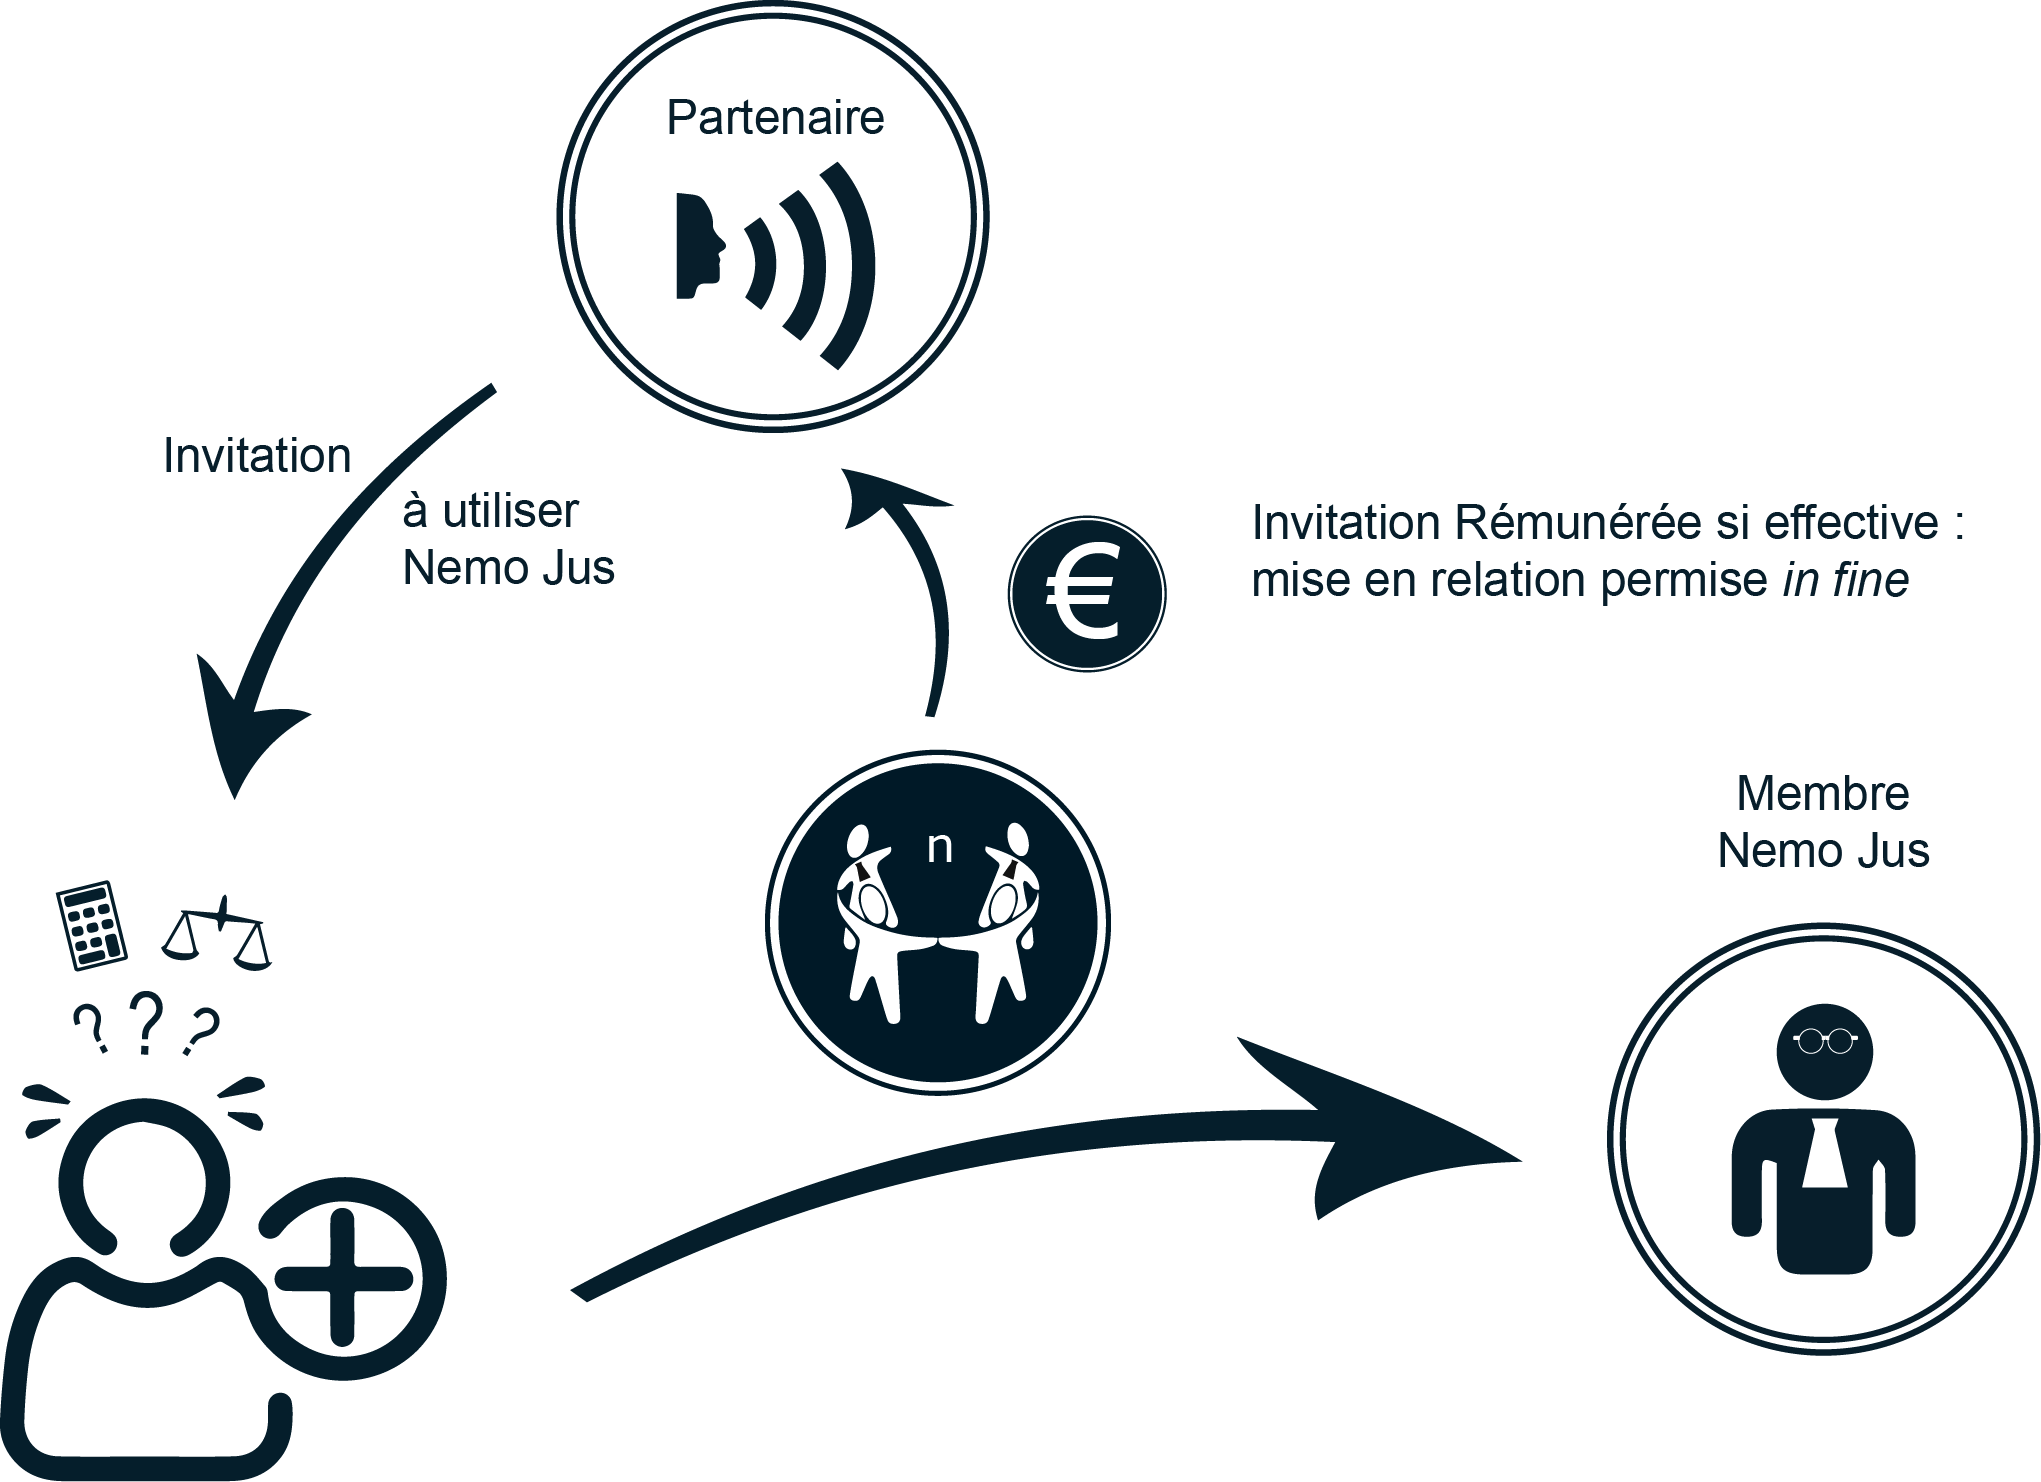 Partenaire
Invitation
à utiliser
Nemo Jus
€
Invitation Rémunérée si effective :
mise en relation permise in fine
n
Membre
Nemo Jus
? ? ?